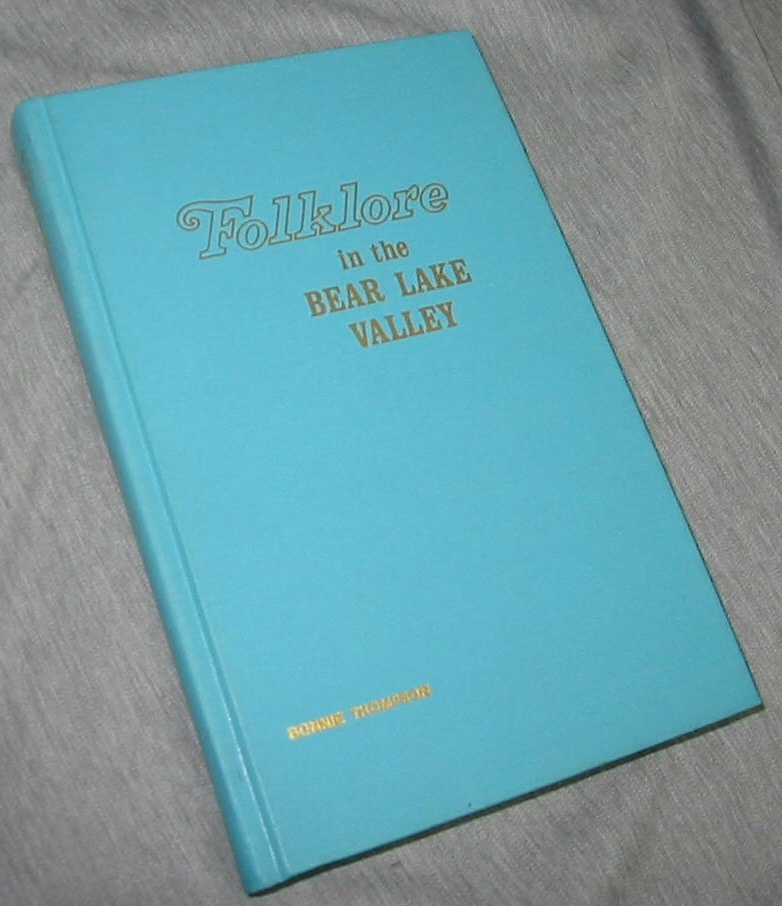 Folklore
in the
BEAR LAKE
VALLEY
BONNIE THOMPSON